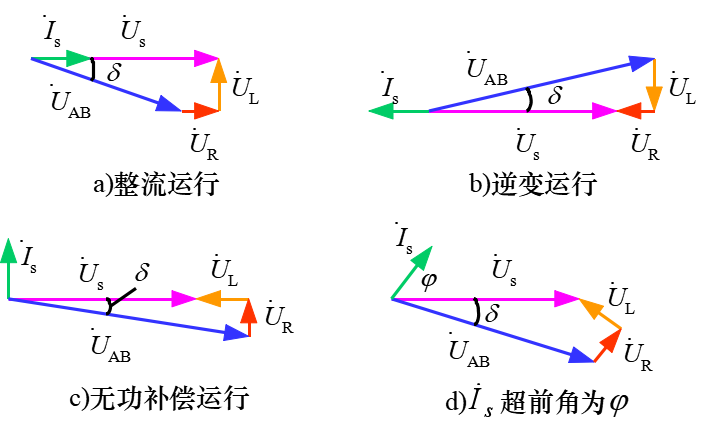 İs U̇s
δ
U̇AB U̇L
U̇R
a)整流运行
İs U̇AB
δ U̇L
U̇s U̇R
b)逆变运行
İs U̇s δ U̇L
U̇AB U̇R
c)无功补偿运行
İs φ U̇s
δ U̇L
U̇AB U̇R
d)İs 超前角为φ